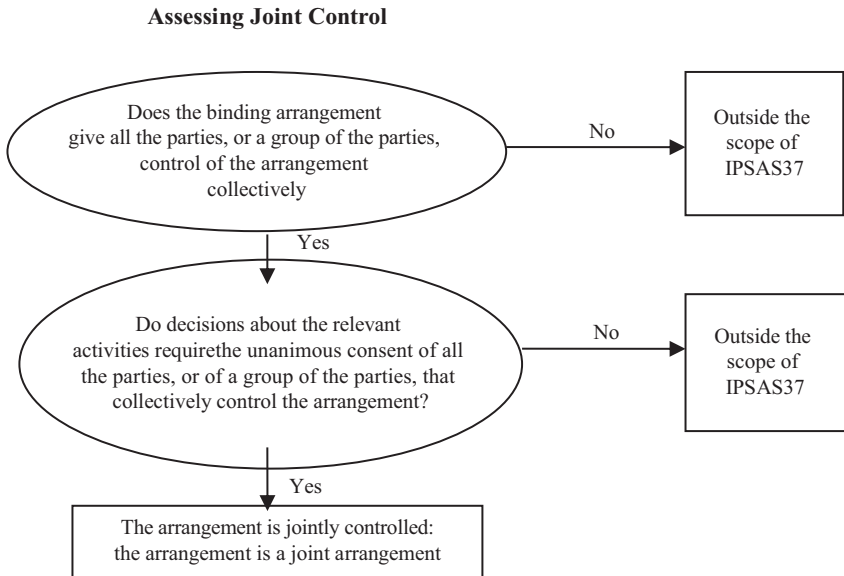 Assessing Joint Control
Does the binding arrangement
give all the parties, or a group of the parties,
control of the arrangement
collectively
No
Outside the
scope of
IPSAS37
Yes
Do decisions about the relevant
activities requirethe unanimous consent of all
the parties, or of a group of the parties, that
collectively control the arrangement?
No
Outside the
scope of
IPSAS37
Yes
The arrangement is jointly controlled:
the arrangement is a joint arrangement